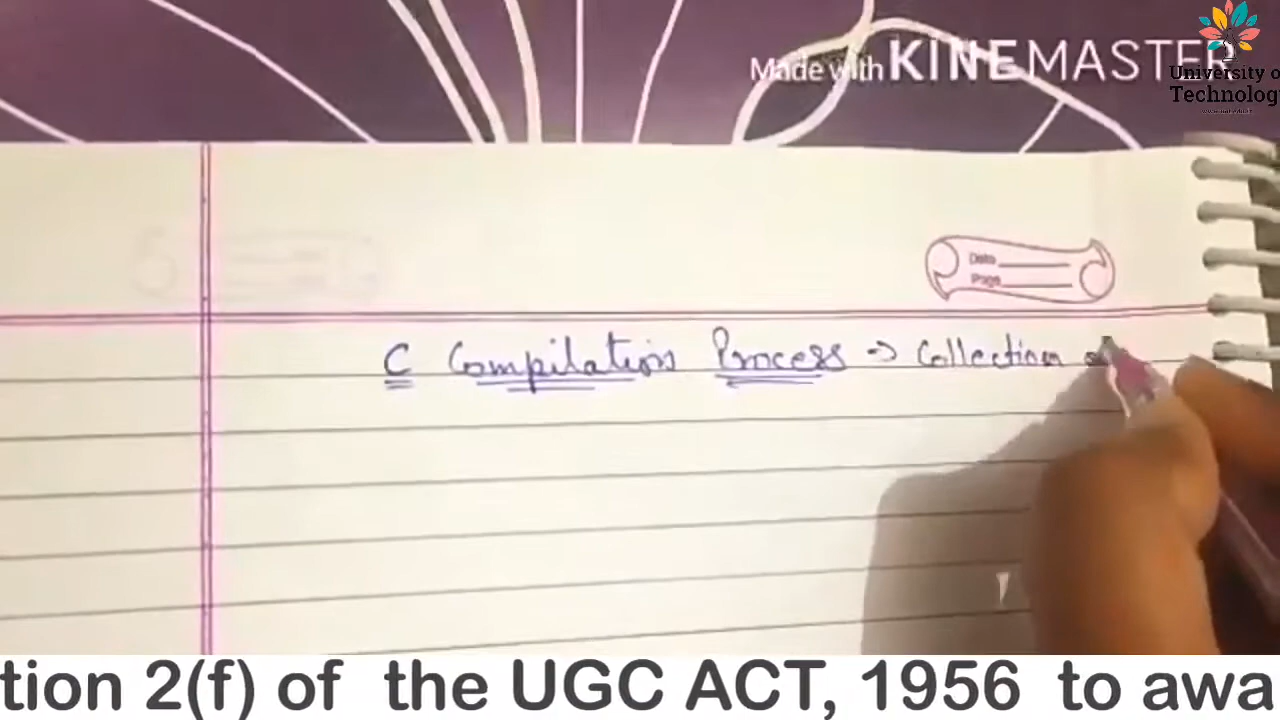 Made with KINEMASTER
University o
Technology
Date
Page
C Compilation Process → Collection
tion 2(f) of the UGC ACT, 1956 to awa